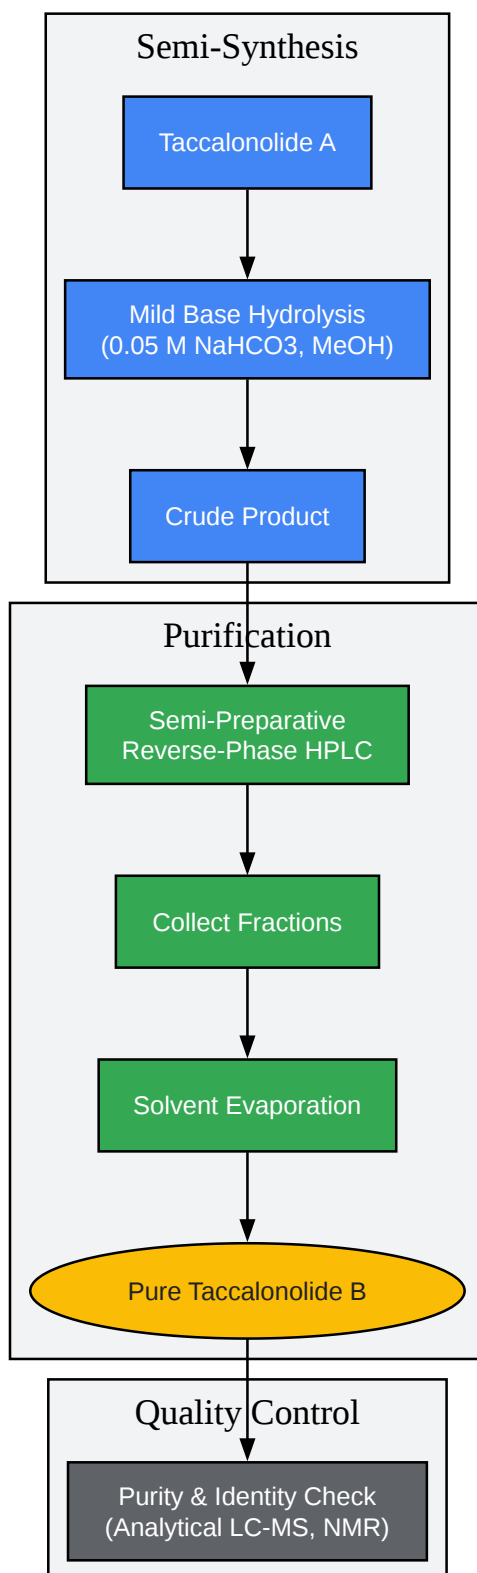 Semi-Synthesis
Taccalonolide A
Mild Base Hydrolysis
(0.05 M NaHCO3, MeOH)
Crude Product
Purification
Semi-Preparative
Reverse-Phase HPLC
Collect Fractions
Solvent Evaporation
Pure Taccalonolide B
Quality Control
Purity & Identity Check
(Analytical LC-MS, NMR)